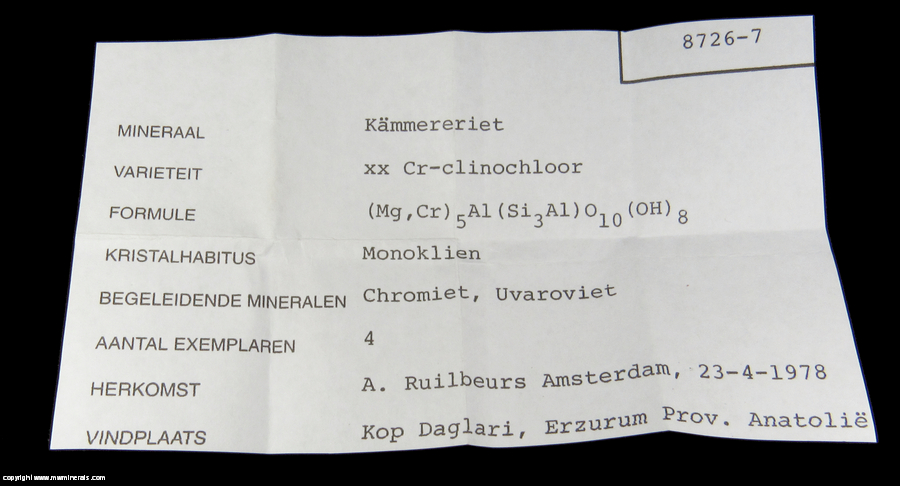 8726-7
MINERAAL Kämmereriet
VARIETEIT xx Cr-clinochloor
FORMULE (Mg,Cr)5Al(Si3Al)O10(OH)8
KRISTALHABITUS Monoklien
BEGELEIDENDE MINERALEN Chromiet, Uvaroviet
AANTAL EXEMPLAREN 4
HERKOMST A. Ruilbeurs Amsterdam, 23-4-1978
VINDPLAATS Kop Daglari, Erzurum Prov. Anatolië
copyright www.mwminerals.com